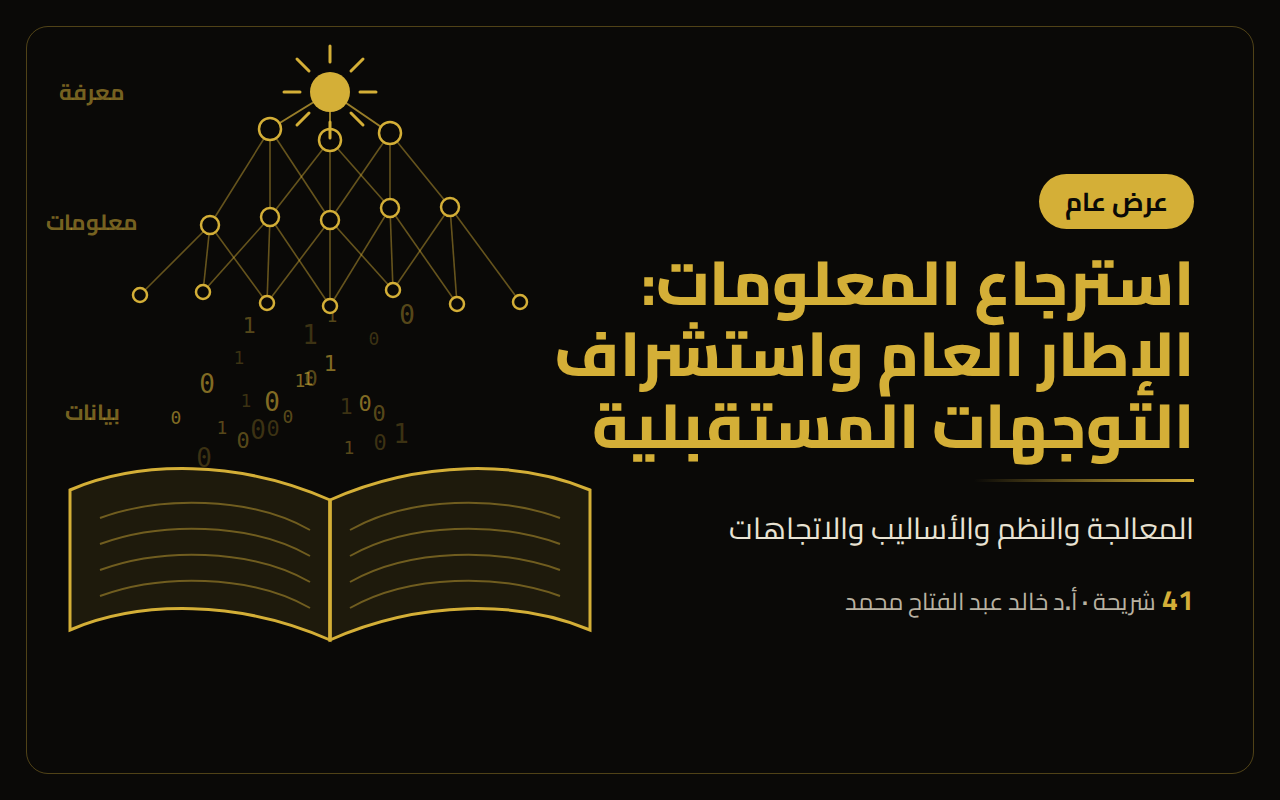 عرض عام
استرجاع المعلومات:
الإطار العام واستشراف
التوجهات المستقبلية
المعالجة والنظم والأساليب والاتجاهات
41 شريحة · أ.د خالد عبد الفتاح محمد
معرفة
معلومات
بيانات